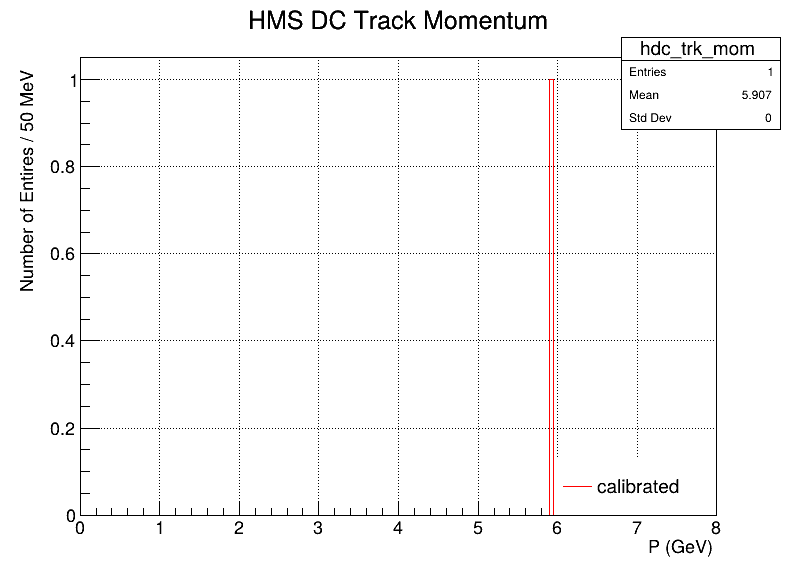 HMS DC Track Momentum
hdc_trk_mom
Entries 1
Mean 5.907
Std Dev 0
Number of Entires / 50 MeV
1
0.8
0.6
0.4
0.2
0
calibrated
0 1 2 3 4 5 6 7 8
P (GeV)